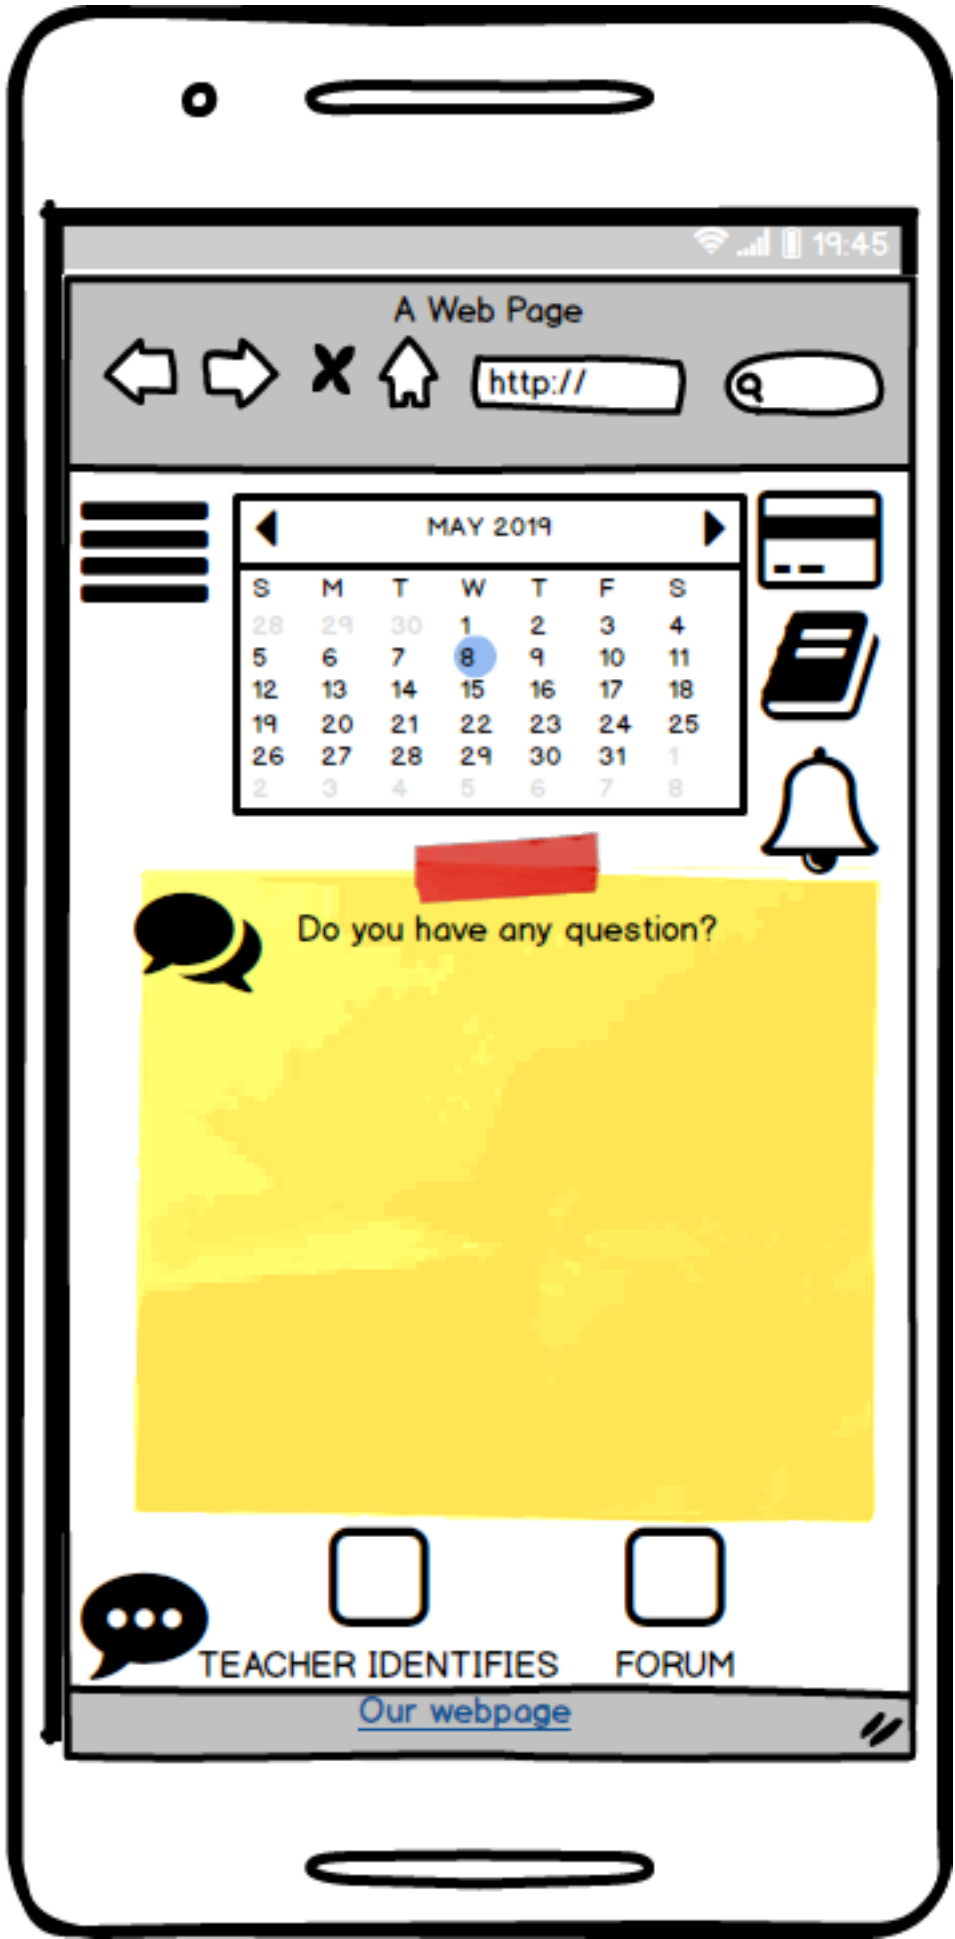 19:45
A Web Page
http://
MAY 2019
S M T W T F S
28 29 30 1 2 3 4
5 6 7 8 9 10 11
12 13 14 15 16 17 18
19 20 21 22 23 24 25
26 27 28 29 30 31 1
2 3 4 5 6 7 8
Do you have any question?
TEACHER IDENTIFIES FORUM
Our webpage